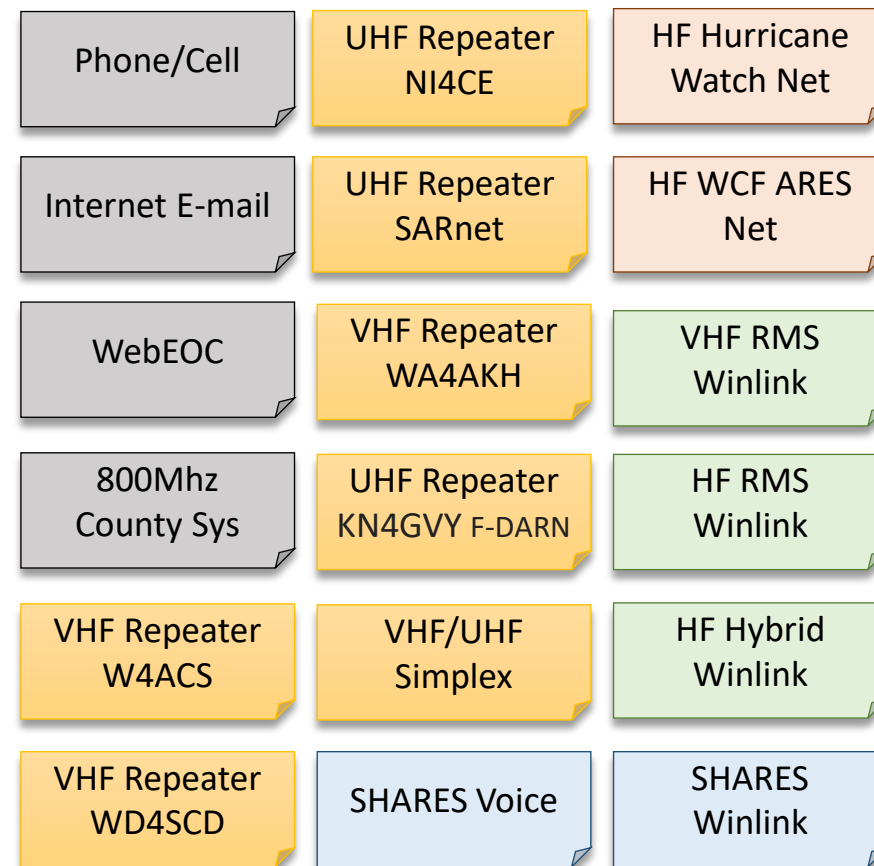 Phone/Cell
UHF Repeater
NI4CE
HF Hurricane
Watch Net
Internet E-mail
UHF Repeater
SARnet
HF WCF ARES
Net
WebEOC
VHF Repeater
WA4AKH
VHF RMS
Winlink
800Mhz
County Sys
UHF Repeater
KN4GVY F-DARN
HF RMS
Winlink
VHF Repeater
W4ACS
VHF/UHF
Simplex
HF Hybrid
Winlink
VHF Repeater
WD4SCD
SHARES Voice
SHARES
Winlink